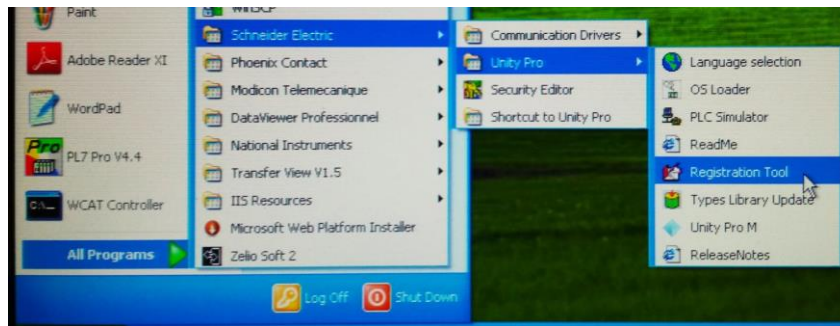 Paint
Adobe Reader XI
WordPad
PL7 Pro V4.4
WCAT Controller
All Programs
WinSCP
Schneider Electric
Phoenix Contact
Modicon Telemecanique
DataViewer Professionnel
National Instruments
Transfer View V1.5
IIS Resources
Microsoft Web Platform Installer
Zelio Soft 2
Communication Drivers
Unity Pro
Security Editor
Shortcut to Unity Pro
Language selection
OS Loader
PLC Simulator
ReadMe
Registration Tool
Types Library Update
Unity Pro M
ReleaseNotes
Log Off
Shut Down